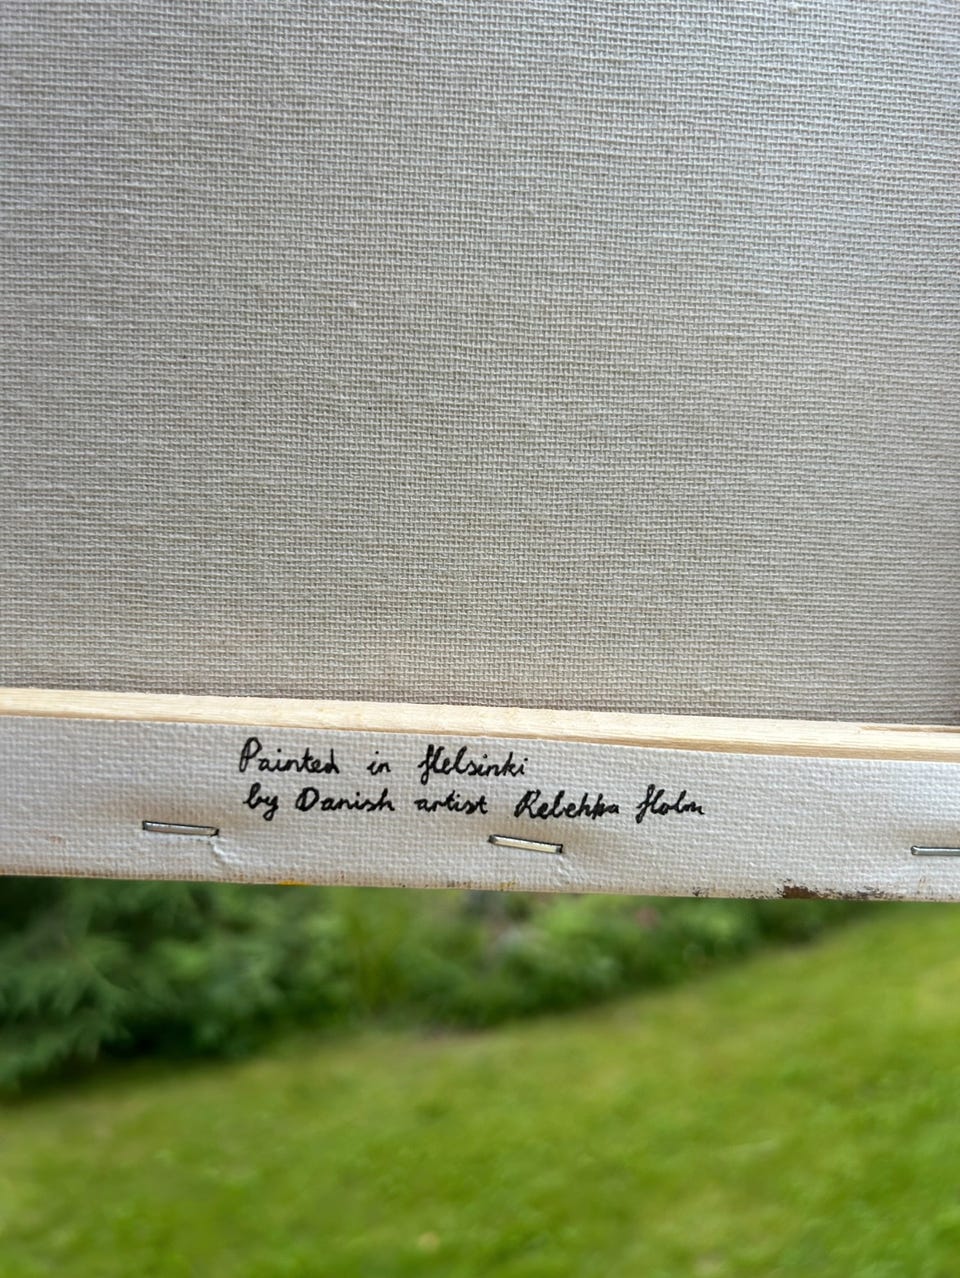 Painted in Helsinki
by Danish artist Rebekka Holm